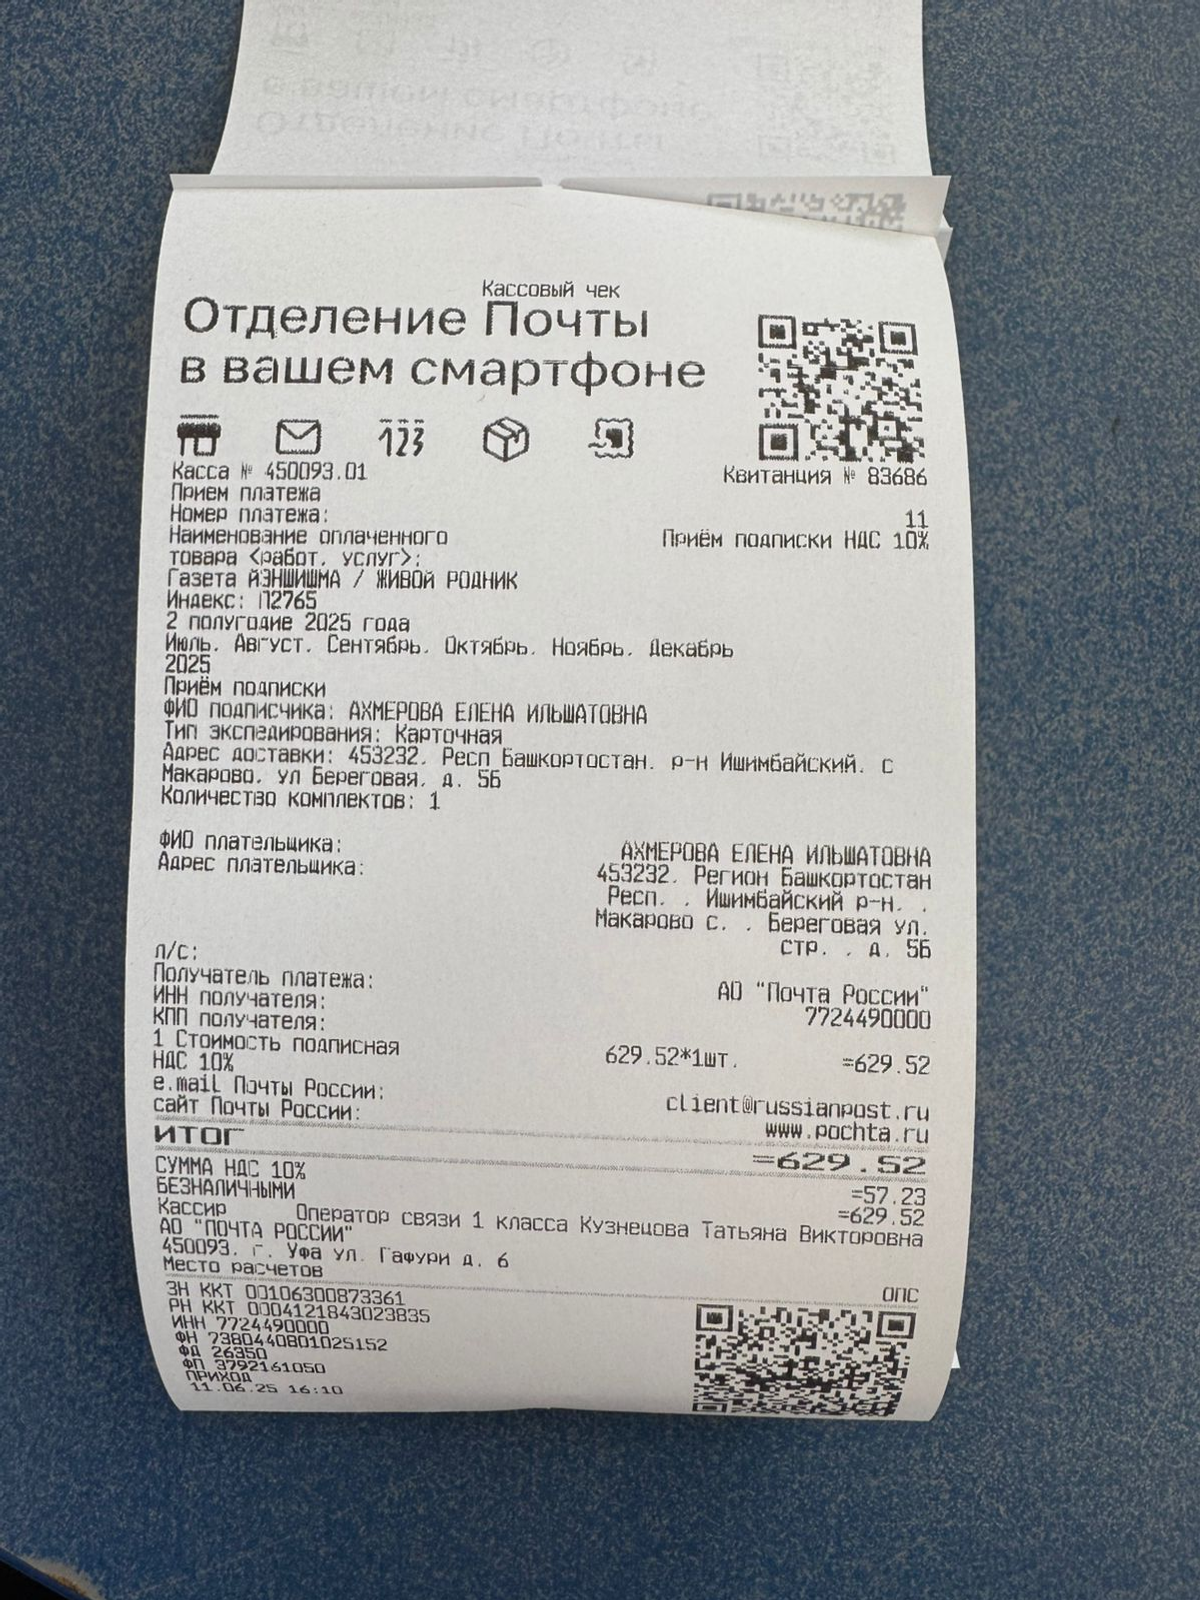 Кассовый чек
Отделение Почты
в вашем смартфоне
123
Касса № 450093.01 Квитанция № 83686
Прием платежа
Номер платежа: 11
Наименование оплаченного Приём подписки НДС 10%
товара <работ, услуг>:
Газета ЙЭНШИШМА / ЖИВОЙ РОДНИК
Индекс: П2765
2 полугодие 2025 года
Июль, Август, Сентябрь, Октябрь, Ноябрь, Декабрь
2025
Приём подписки
ФИО подписчика: АХМЕРОВА ЕЛЕНА ИЛЬШАТОВНА
Тип экспедирования: Карточная
Адрес доставки: 453232, Респ Башкортостан, р-н Ишимбайский, с
Макарово, ул Береговая, д. 5Б
Количество комплектов: 1
ФИО плательщика: АХМЕРОВА ЕЛЕНА ИЛЬШАТОВНА
Адрес плательщика: 453232, Регион Башкортостан
Респ. , Ишимбайский р-н, ,
Макарово с. , Береговая ул.
стр. , д. 5Б
л/с:
Получатель платежа: АО "Почта России"
ИНН получателя: 7724490000
КПП получателя:
1 Стоимость подписная 629.52*1шт. =629.52
НДС 10%
e.mail Почты России: client@russianpost.ru
сайт Почты России: www.pochta.ru
ИТОГ =629.52
СУММА НДС 10% =57.23
БЕЗНАЛИЧНЫМИ =629.52
Кассир Оператор связи 1 класса Кузнецова Татьяна Викторовна
АО "ПОЧТА РОССИИ"
450093, г. Уфа ул. Гафури д. 6
Место расчетов ОПС
ЗН ККТ 00106300873361
РН ККТ 0004121843023835
ИНН 7724490000
ФН 7380440801025152
ФД 26350
ФП 3792161050
ПРИХОД
11.06.25 16:10